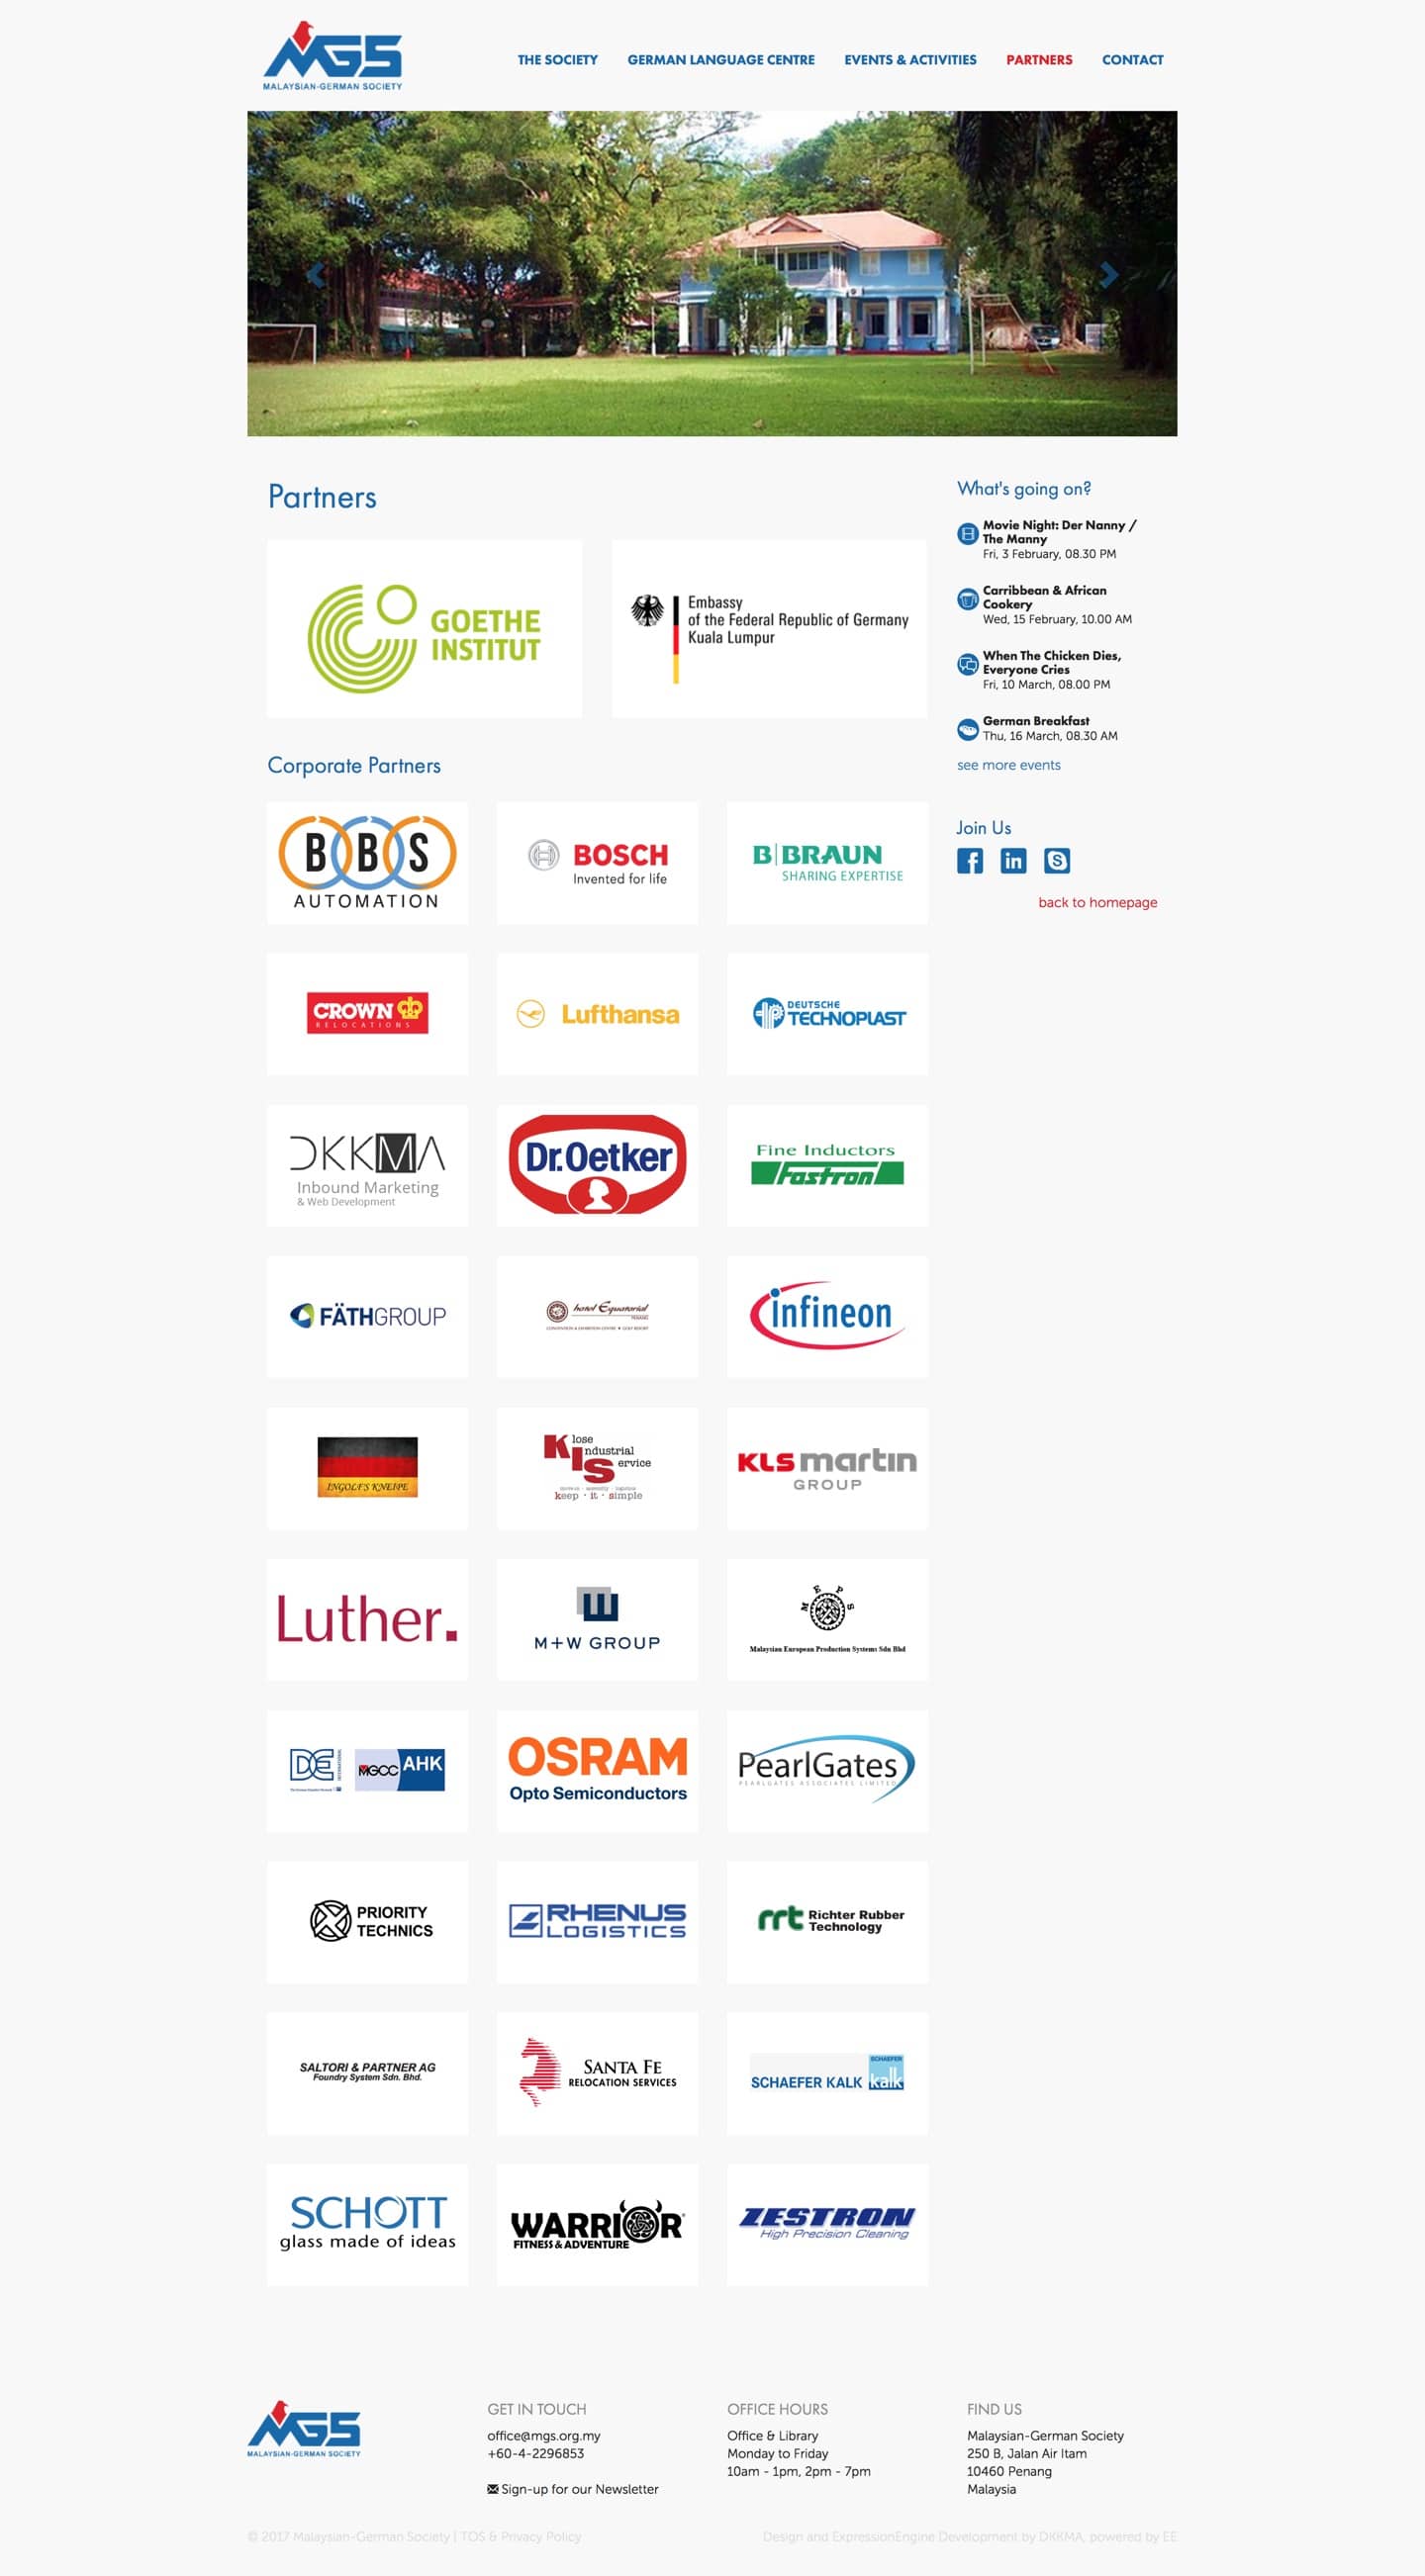 MGS
MALAYSIAN-GERMAN SOCIETY
THE SOCIETY GERMAN LANGUAGE CENTRE EVENTS & ACTIVITIES PARTNERS CONTACT
Partners
GOETHE
INSTITUT
Embassy
of the Federal Republic of Germany
Kuala Lumpur
Corporate Partners
BBS
AUTOMATION
BOSCH
Invented for life
B|BRAUN
SHARING EXPERTISE
CROWN
RELOCATIONS
Lufthansa
DEUTSCHE
TECHNOPLAST
DKKMA
Inbound Marketing
& Web Development
Dr.Oetker
Fine Inductors
Fastron
FÄTHGROUP
hotel Equatorial
PENANG
CONVENTION & EXHIBITION CENTRE • GOLF RESORT
infineon
INGOLF'S KNEIPE
Klose
Industrial
Service
keep · it · simple
KLS martin
GROUP
Luther.
M+W GROUP
MEPS
Malaysian European Production Systems Sdn Bhd
DE INTERNATIONAL
MGCC AHK
OSRAM
Opto Semiconductors
PearlGates
PEARLGATES ASSOCIATES LIMITED
PRIORITY
TECHNICS
RHENUS
LOGISTICS
rrt Richter Rubber
Technology
SALTORI & PARTNER AG
Foundry System Sdn. Bhd.
SANTA FE
RELOCATION SERVICES
SCHAEFER KALK
SCHAEFER
kalk
SCHOTT
glass made of ideas
WARRIOR
FITNESS & ADVENTURE
ZESTRON
High Precision Cleaning
What's going on?
Movie Night: Der Nanny /
The Manny
Fri, 3 February, 08.30 PM
Carribbean & African
Cookery
Wed, 15 February, 10.00 AM
When The Chicken Dies,
Everyone Cries
Fri, 10 March, 08.00 PM
German Breakfast
Thu, 16 March, 08.30 AM
see more events
Join Us
back to homepage
MGS
MALAYSIAN-GERMAN SOCIETY
GET IN TOUCH
office@mgs.org.my
+60-4-2296853
Sign-up for our Newsletter
OFFICE HOURS
Office & Library
Monday to Friday
10am - 1pm, 2pm - 7pm
FIND US
Malaysian-German Society
250 B, Jalan Air Itam
10460 Penang
Malaysia
© 2017 Malaysian-German Society | TOS & Privacy Policy
Design and ExpressionEngine Development by DKKMA, powered by EE